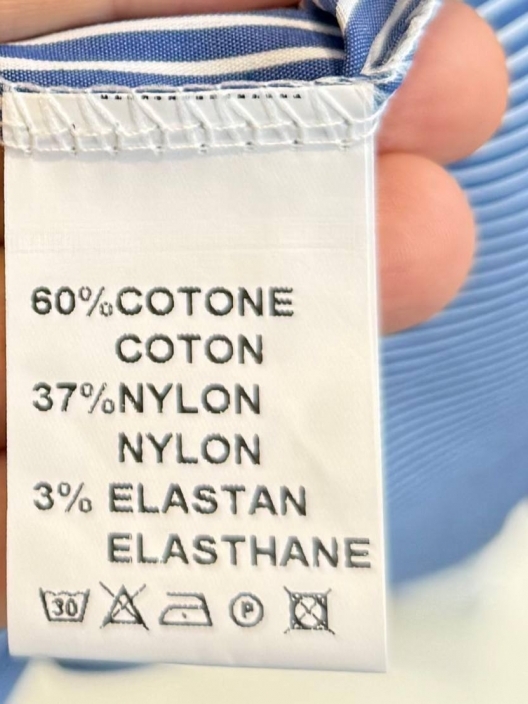 60%COTONE
COTON
37%NYLON
NYLON
3% ELASTAN
ELASTHANE
30 P